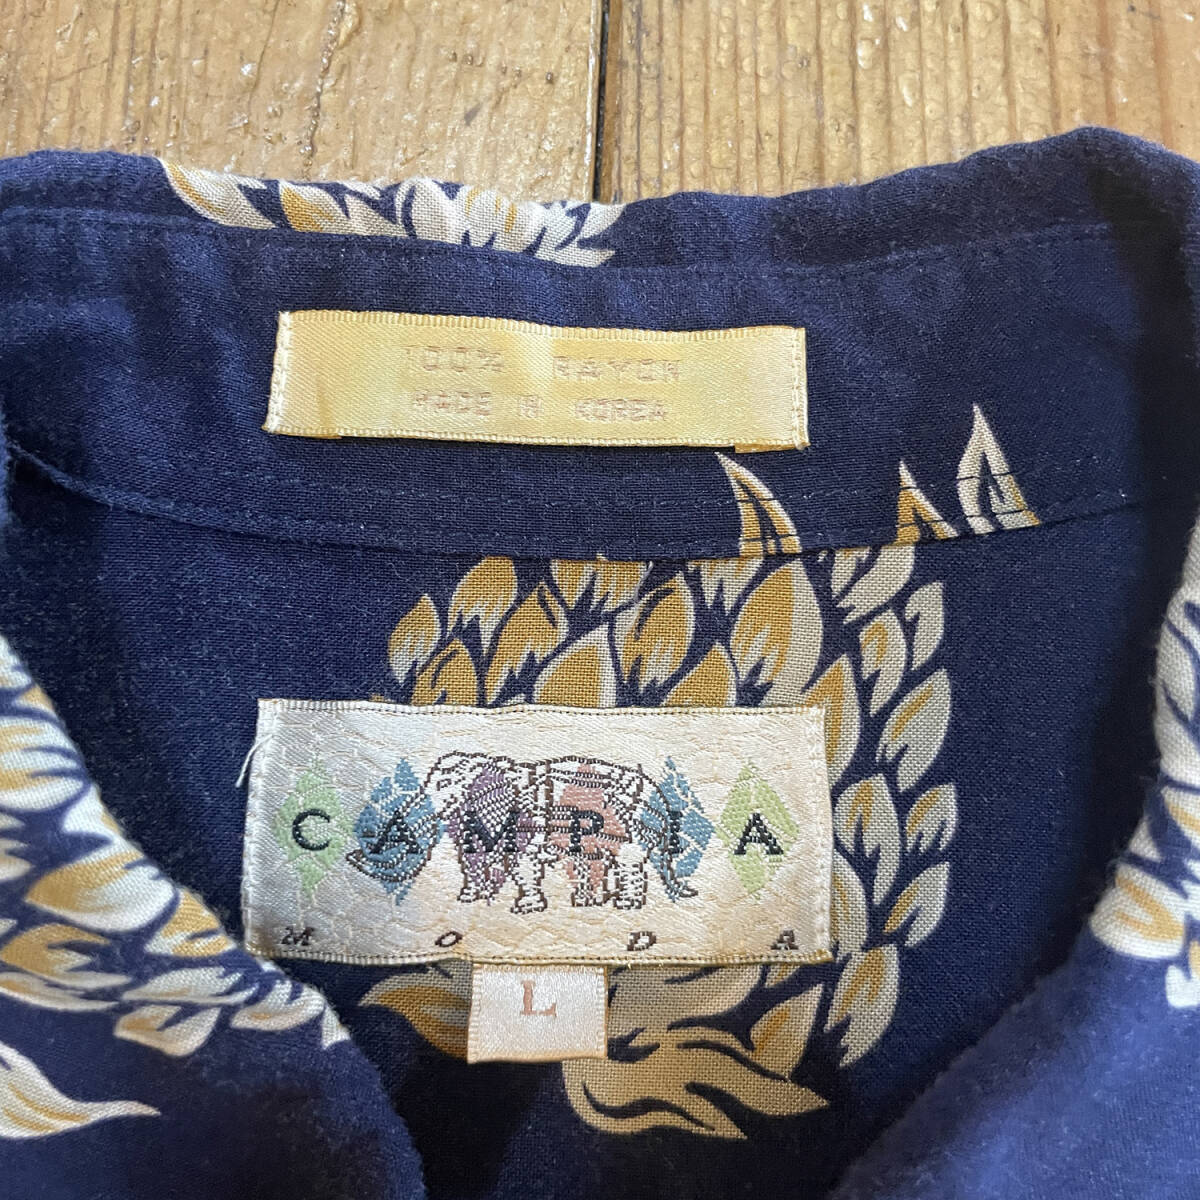 100% RAYON
MADE IN KOREA
CAMPIA
MODA
L